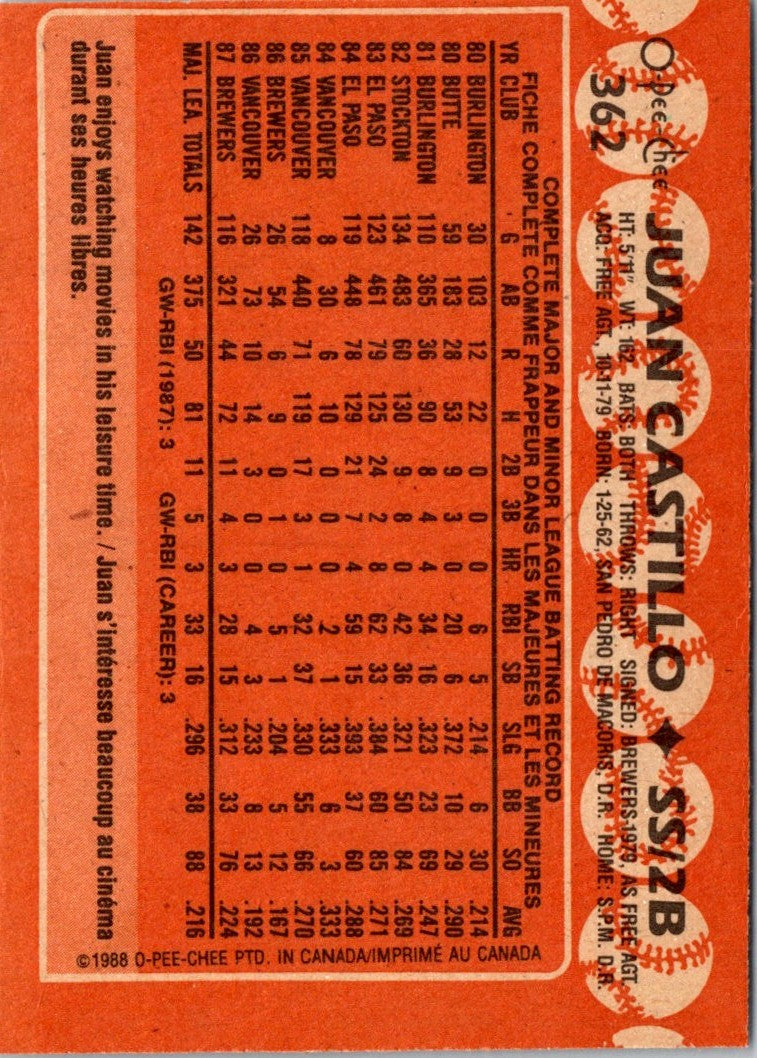 O-Pee-Chee JUAN CASTILLO ✦ SS/2B
362
HT: 5'11" WT: 162 BATS: BOTH THROWS: RIGHT SIGNED: BREWERS 1979, AS FREE AGT.
ACQ: FREE AGT., 10-11-79 BORN: 1-25-62, SAN PEDRO DE MACORIS, D.R. HOME: S.P.M. D.R.
COMPLETE MAJOR AND MINOR LEAGUE BATTING RECORD
FICHE COMPLÈTE COMME FRAPPEUR DANS LES MAJEURES ET LES MINEURES
YR CLUB G AB R H 2B 3B HR RBI SB SLG BB SO AVG
80 BURLINGTON 30 103 12 22 0 0 0 6 5 .214 6 30 .214
80 BUTTE 59 183 28 53 9 3 0 20 6 .372 10 29 .290
81 BURLINGTON 110 365 36 90 8 4 4 34 16 .323 23 69 .247
82 STOCKTON 134 483 60 130 9 8 0 42 36 .321 50 84 .269
83 EL PASO 123 461 79 125 24 2 8 62 33 .384 60 85 .271
84 EL PASO 119 448 78 129 21 7 4 59 15 .393 37 60 .288
84 VANCOUVER 8 30 6 10 0 0 0 2 1 .333 6 3 .333
85 VANCOUVER 118 440 71 119 17 3 1 32 37 .330 55 66 .270
86 BREWERS 26 54 6 9 0 1 0 5 1 .204 5 12 .167
86 VANCOUVER 26 73 10 14 3 0 0 4 3 .233 8 13 .192
87 BREWERS 116 321 44 72 11 4 3 28 15 .312 33 76 .224
MAJ. LEA. TOTALS 142 375 50 81 11 5 3 33 16 .296 38 88 .216
GW-RBI (1987): 3 GW-RBI (CAREER): 3
Juan enjoys watching movies in his leisure time. / Juan s'intéresse beaucoup au cinéma
durant ses heures libres.
©1988 O-PEE-CHEE PTD. IN CANADA/IMPRIMÉ AU CANADA